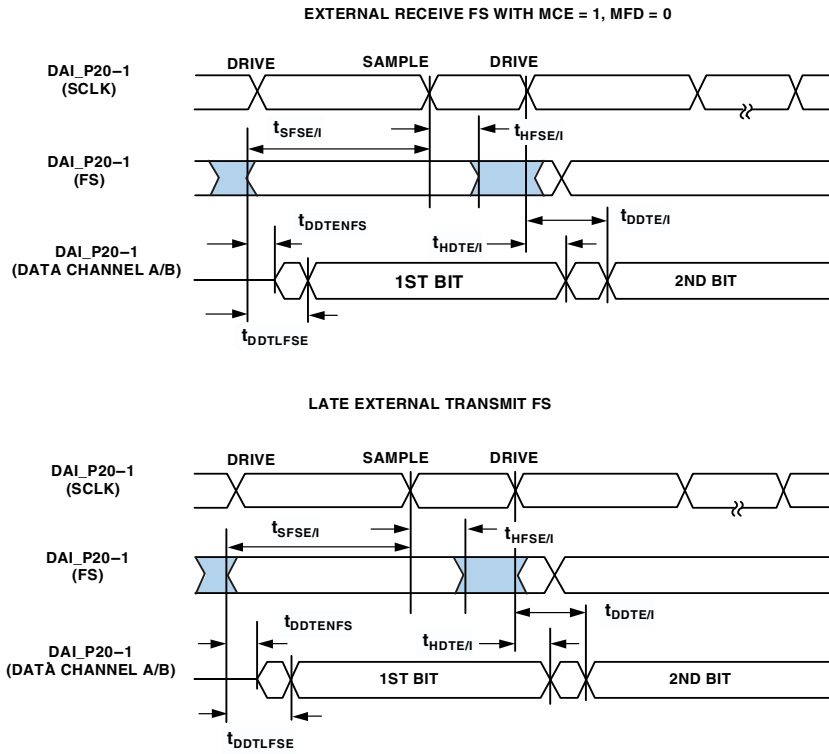 EXTERNAL RECEIVE FS WITH MCE = 1, MFD = 0
DAI_P20–1
(SCLK)
DRIVE
SAMPLE
DRIVE
tSFSE/I
tHFSE/I
DAI_P20–1
(FS)
tDDTENFS
tHDTE/I
tDDTE/I
DAI_P20–1
(DATA CHANNEL A/B)
1ST BIT
2ND BIT
tDDTLFSE
LATE EXTERNAL TRANSMIT FS
DAI_P20–1
(SCLK)
DRIVE
SAMPLE
DRIVE
tSFSE/I
tHFSE/I
DAI_P20–1
(FS)
tDDTENFS
tHDTE/I
tDDTE/I
DAI_P20–1
(DATA CHANNEL A/B)
1ST BIT
2ND BIT
tDDTLFSE